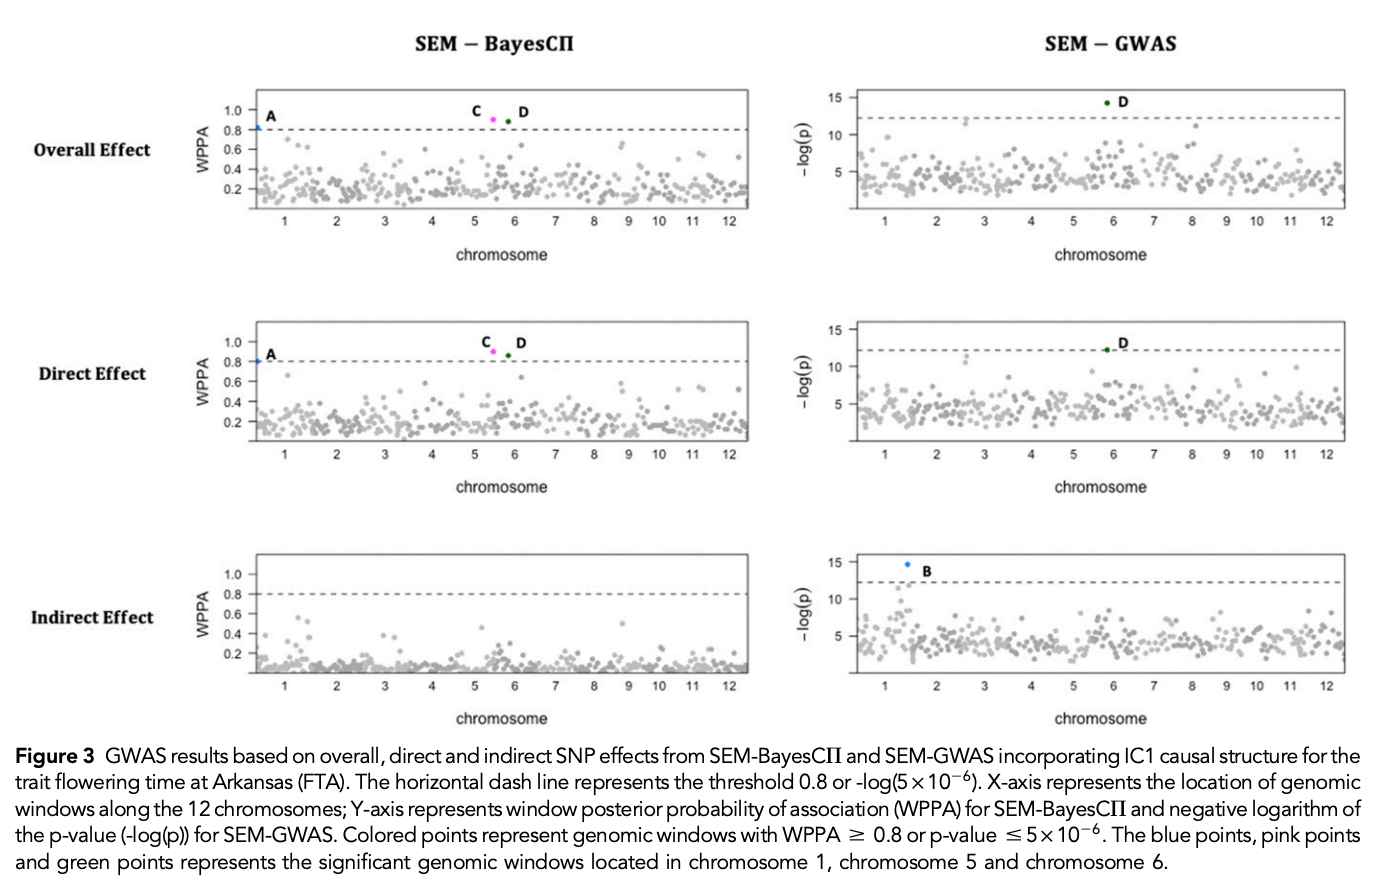 SEM – BayesCΠ
SEM – GWAS
Overall Effect
WPPA
1.0
0.8
0.6
0.4
0.2
A
C
D
1 2 3 4 5 6 7 8 9 10 11 12
chromosome
−log(p)
15
10
5
D
1 2 3 4 5 6 7 8 9 10 11 12
chromosome
Direct Effect
WPPA
1.0
0.8
0.6
0.4
0.2
A
C
D
1 2 3 4 5 6 7 8 9 10 11 12
chromosome
−log(p)
15
10
5
D
1 2 3 4 5 6 7 8 9 10 11 12
chromosome
Indirect Effect
WPPA
1.0
0.8
0.6
0.4
0.2
1 2 3 4 5 6 7 8 9 10 11 12
chromosome
−log(p)
15
10
5
B
1 2 3 4 5 6 7 8 9 10 11 12
chromosome
Figure 3 GWAS results based on overall, direct and indirect SNP effects from SEM-BayesCΠ and SEM-GWAS incorporating IC1 causal structure for the
trait flowering time at Arkansas (FTA). The horizontal dash line represents the threshold 0.8 or -log(5×10⁻⁶). X-axis represents the location of genomic
windows along the 12 chromosomes; Y-axis represents window posterior probability of association (WPPA) for SEM-BayesCΠ and negative logarithm of
the p-value (-log(p)) for SEM-GWAS. Colored points represent genomic windows with WPPA ≥ 0.8 or p-value ≤5×10⁻⁶. The blue points, pink points
and green points represents the significant genomic windows located in chromosome 1, chromosome 5 and chromosome 6.